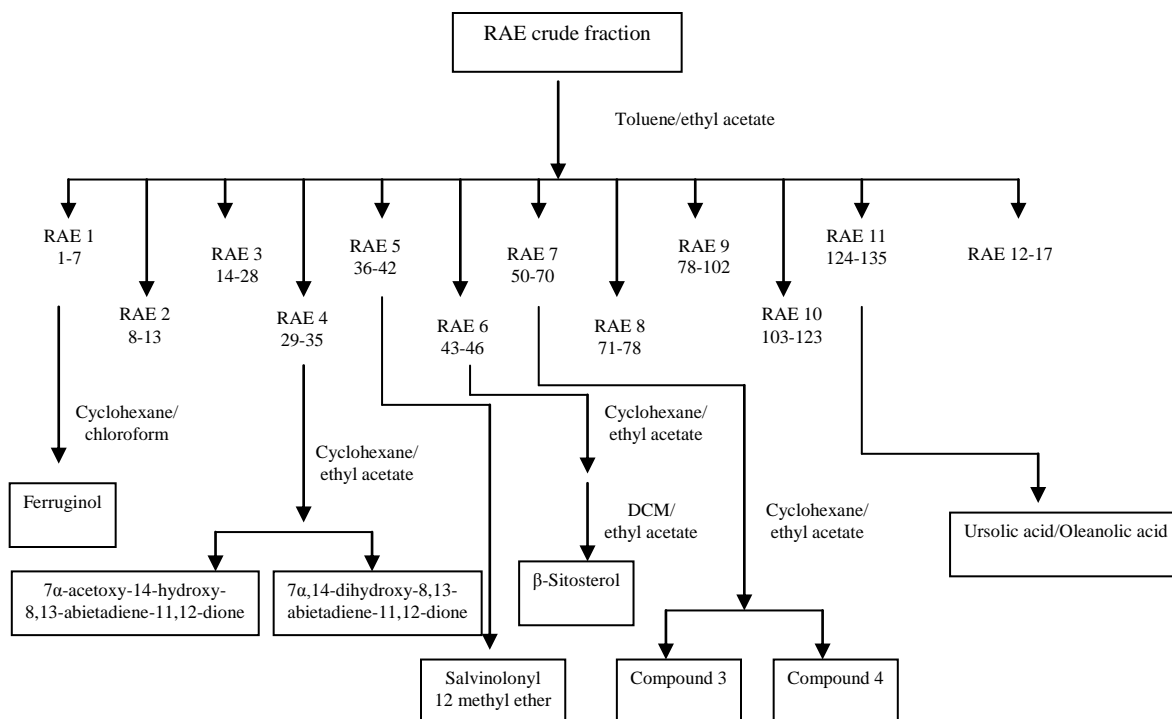 RAE crude fraction
Toluene/ethyl acetate
RAE 1
1-7
RAE 2
8-13
RAE 3
14-28
RAE 4
29-35
RAE 5
36-42
RAE 6
43-46
RAE 7
50-70
RAE 8
71-78
RAE 9
78-102
RAE 10
103-123
RAE 11
124-135
RAE 12-17
Cyclohexane/
chloroform
Cyclohexane/
ethyl acetate
Cyclohexane/
ethyl acetate
DCM/
ethyl acetate
Cyclohexane/
ethyl acetate
Ferruginol
7α-acetoxy-14-hydroxy-
8,13-abietadiene-11,12-dione
7α,14-dihydroxy-8,13-
abietadiene-11,12-dione
Salvinolonyl
12 methyl ether
β-Sitosterol
Compound 3
Compound 4
Ursolic acid/Oleanolic acid